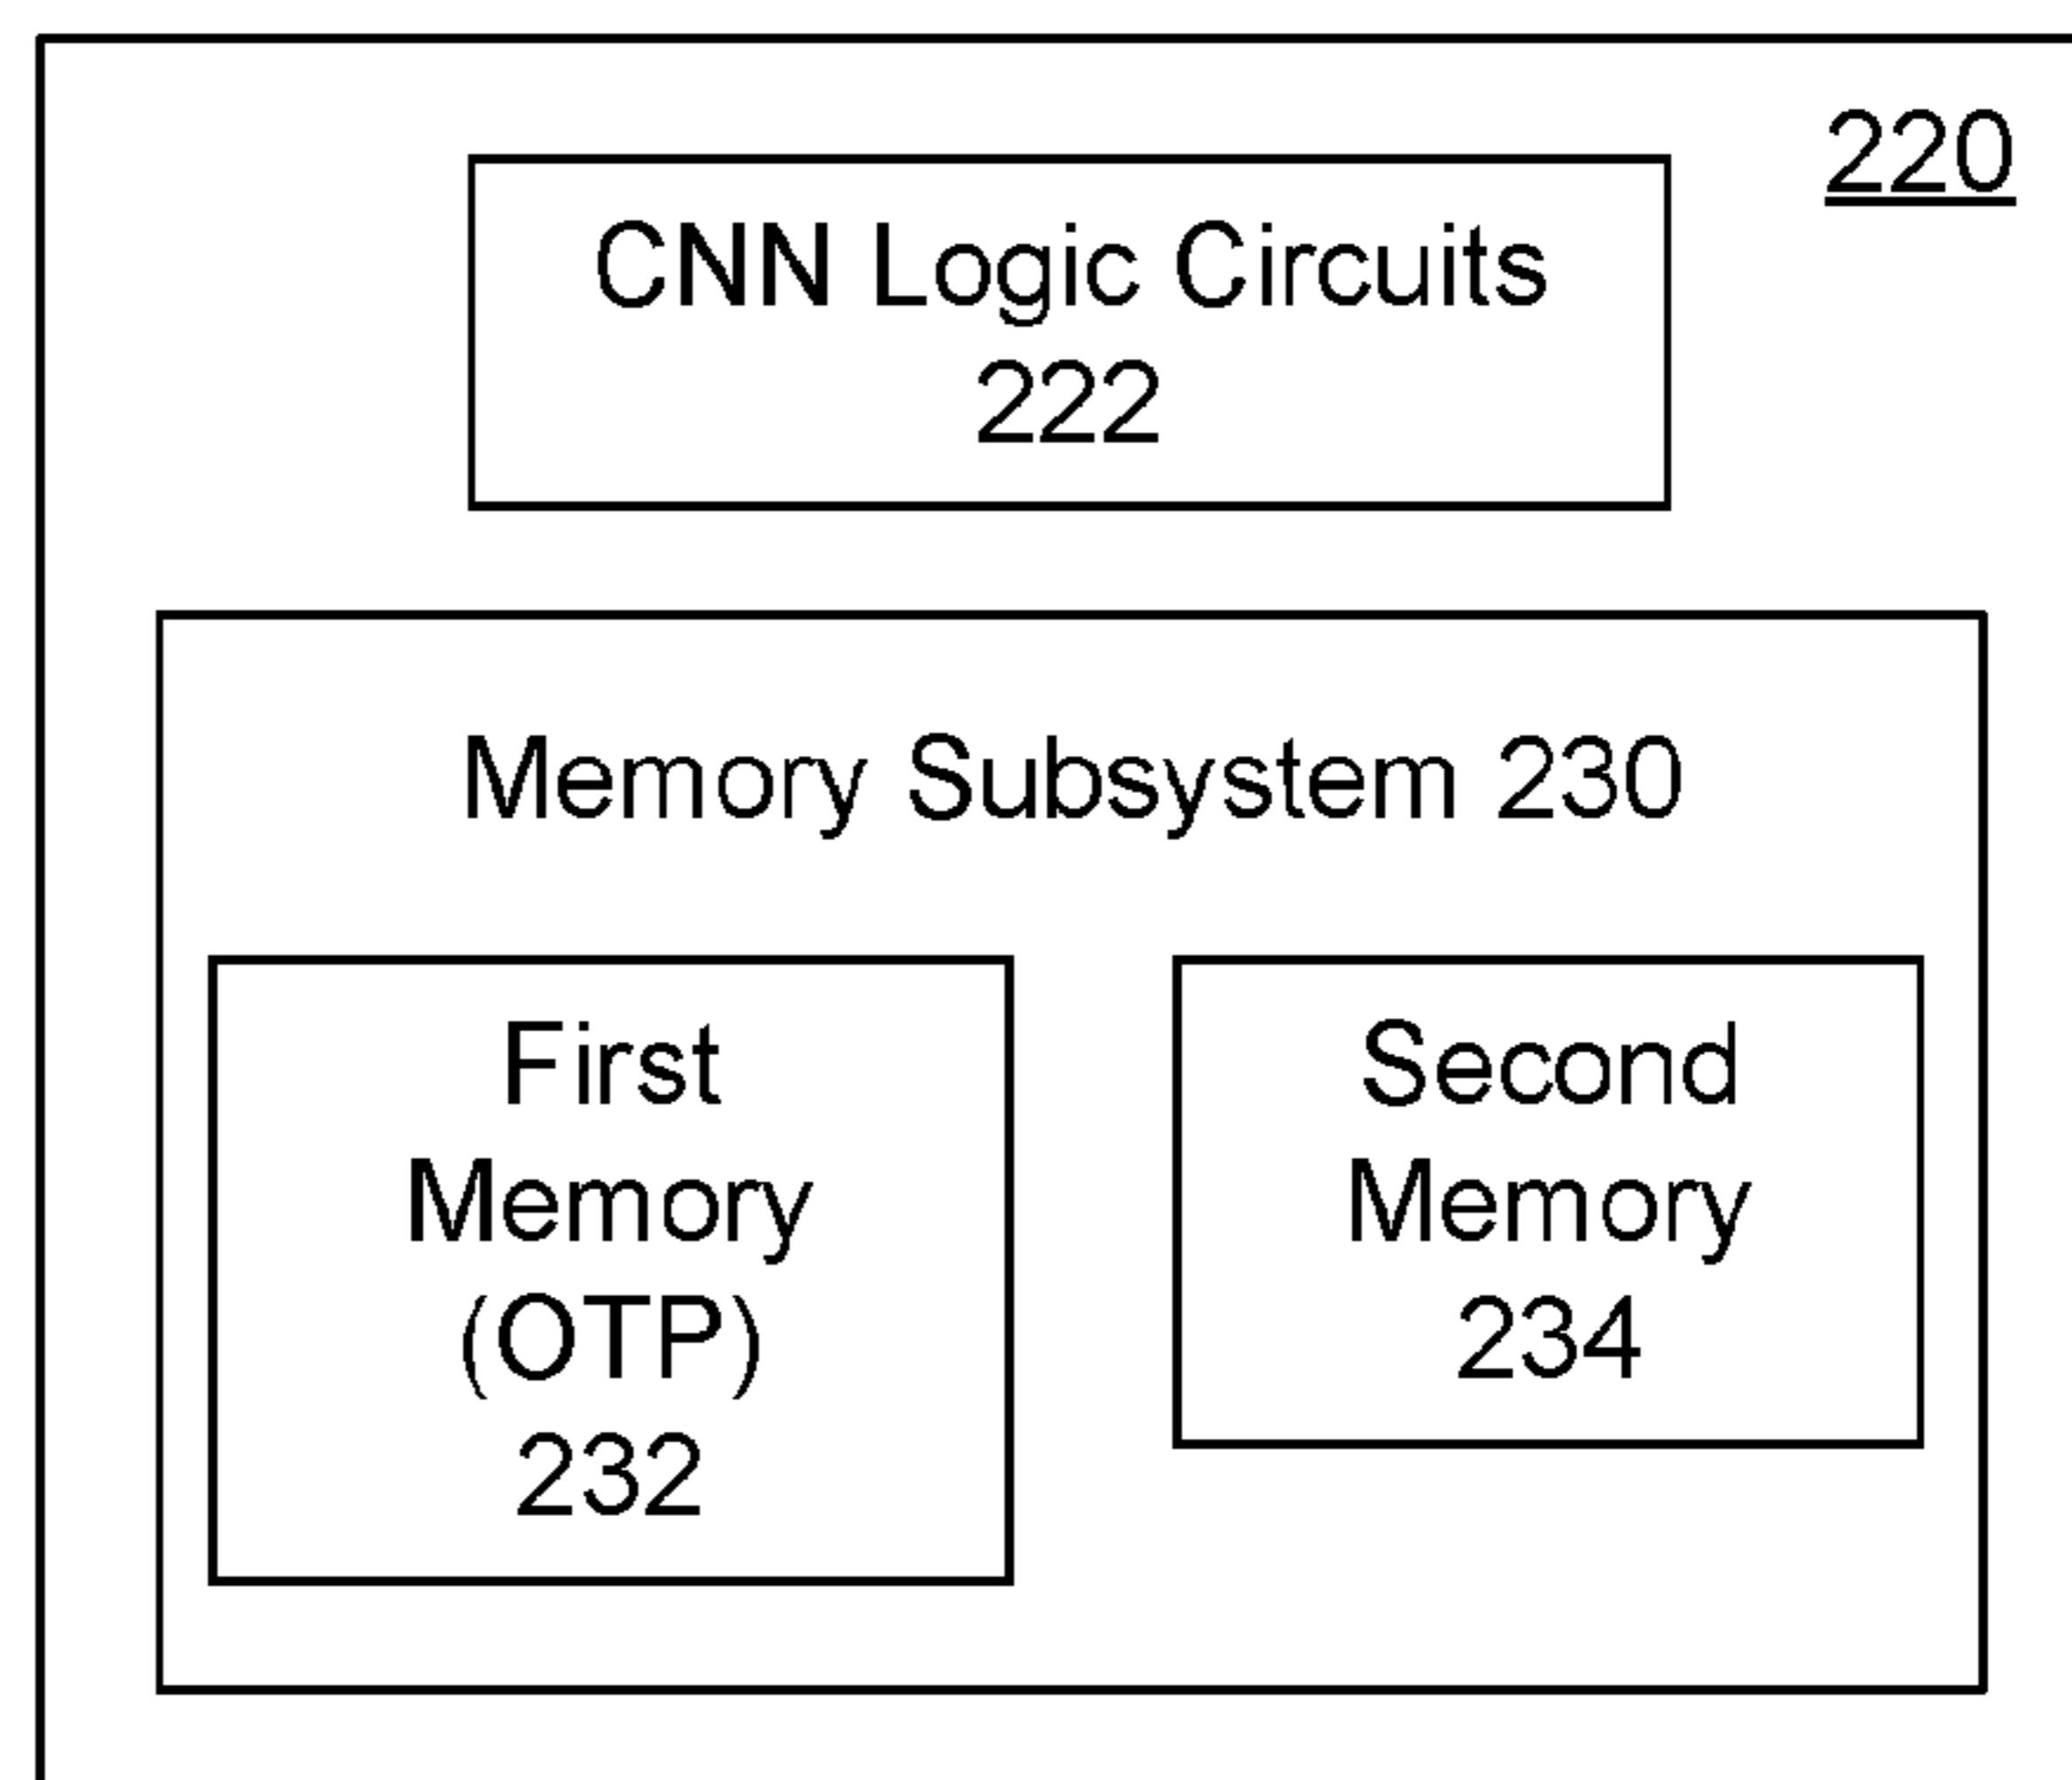 220
CNN Logic Circuits
222
Memory Subsystem 230
First
Memory
(OTP)
232
Second
Memory
234